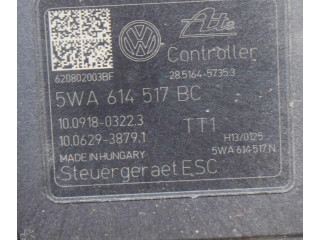 Ate
Controller
620802003BF 28.5164-5735.3
5WA 614 517 BC
10.0918-0322.3 TT1
10.0629-3879.1 H13/0125
MADE IN HUNGARY 5WA 614 517 N
Steuergeraet ESC